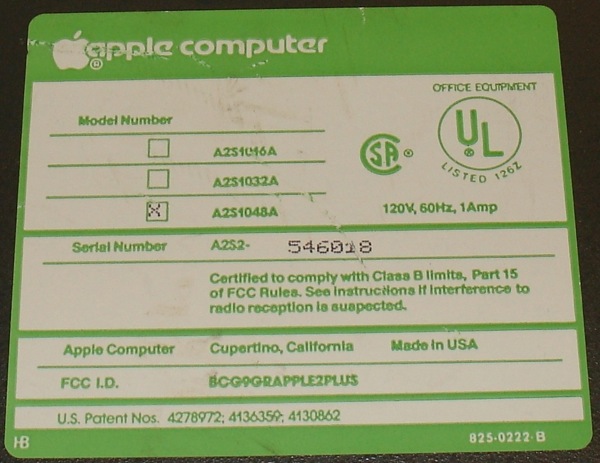 apple computer
®
OFFICE EQUIPMENT
Model Number
A2S1016A
A2S1032A
X A2S1048A
SA ®
UL ®
LISTED 126Z
120V, 60Hz, 1Amp
Serial Number A2S2- 546018
Certified to comply with Class B limits, Part 15
of FCC Rules. See instructions if interference to
radio reception is suspected.
Apple Computer Cupertino, California Made in USA
FCC I.D. BCG9GRAPPLE2PLUS
U.S. Patent Nos. 4278972; 4136359; 4130862
HB 825-0222-B